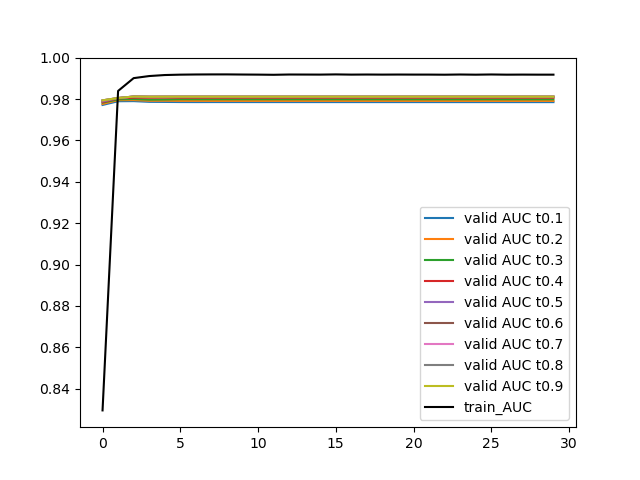 1.00
0.98
0.96
0.94
0.92
0.90
0.88
0.86
0.84
0
5
10
15
20
25
30
valid AUC t0.1
valid AUC t0.2
valid AUC t0.3
valid AUC t0.4
valid AUC t0.5
valid AUC t0.6
valid AUC t0.7
valid AUC t0.8
valid AUC t0.9
train_AUC